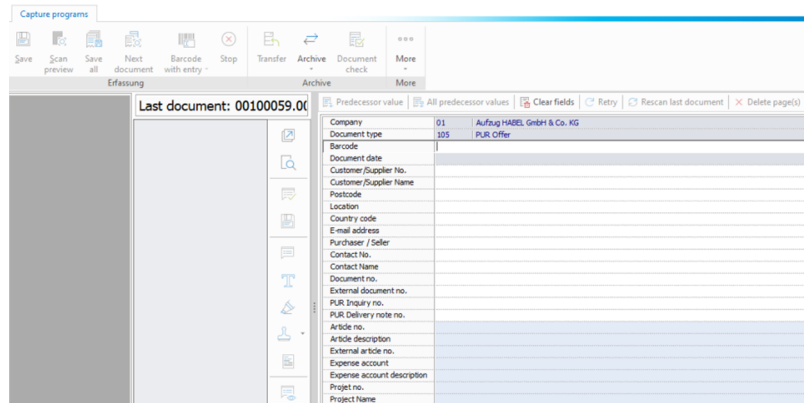 Capture programs
Save
Scan preview
Save all
Next document
Barcode with entry
Stop
Transfer
Archive
Document check
More
Erfassung
Archive
More
Last document: 00100059.00
Predecessor value
All predecessor values
Clear fields
Retry
Rescan last document
Delete page(s)
Company 01 Aufzug HABEL GmbH & Co. KG
Document type 105 PUR Offer
Barcode
Document date
Customer/Supplier No.
Customer/Supplier Name
Postcode
Location
Country code
E-mail address
Purchaser / Seller
Contact No.
Contact Name
Document no.
External document no.
PUR Inquiry no.
PUR Delivery note no.
Article no.
Article description
External article no.
Expense account
Expense account description
Projet no.
Project Name